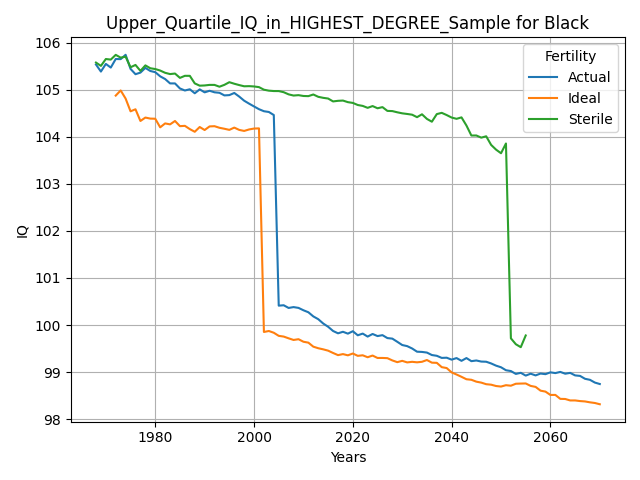 Upper_Quartile_IQ_in_HIGHEST_DEGREE_Sample for Black
106
105
104
103
102
101
100
99
98
IQ
Fertility
Actual
Ideal
Sterile
1980
2000
2020
2040
2060
Years